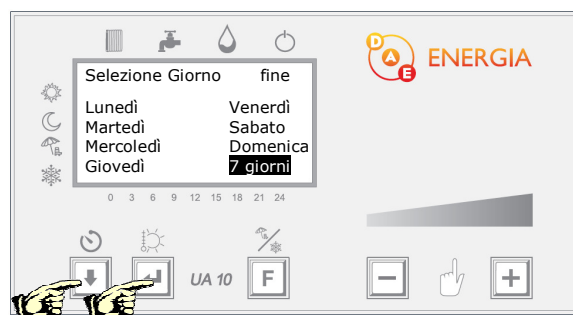 D
A
E
ENERGIA
Selezione Giorno fine
Lunedì Venerdì
Martedì Sabato
Mercoledì Domenica
Giovedì 7 giorni
0 3 6 9 12 15 18 21 24
UA 10
F